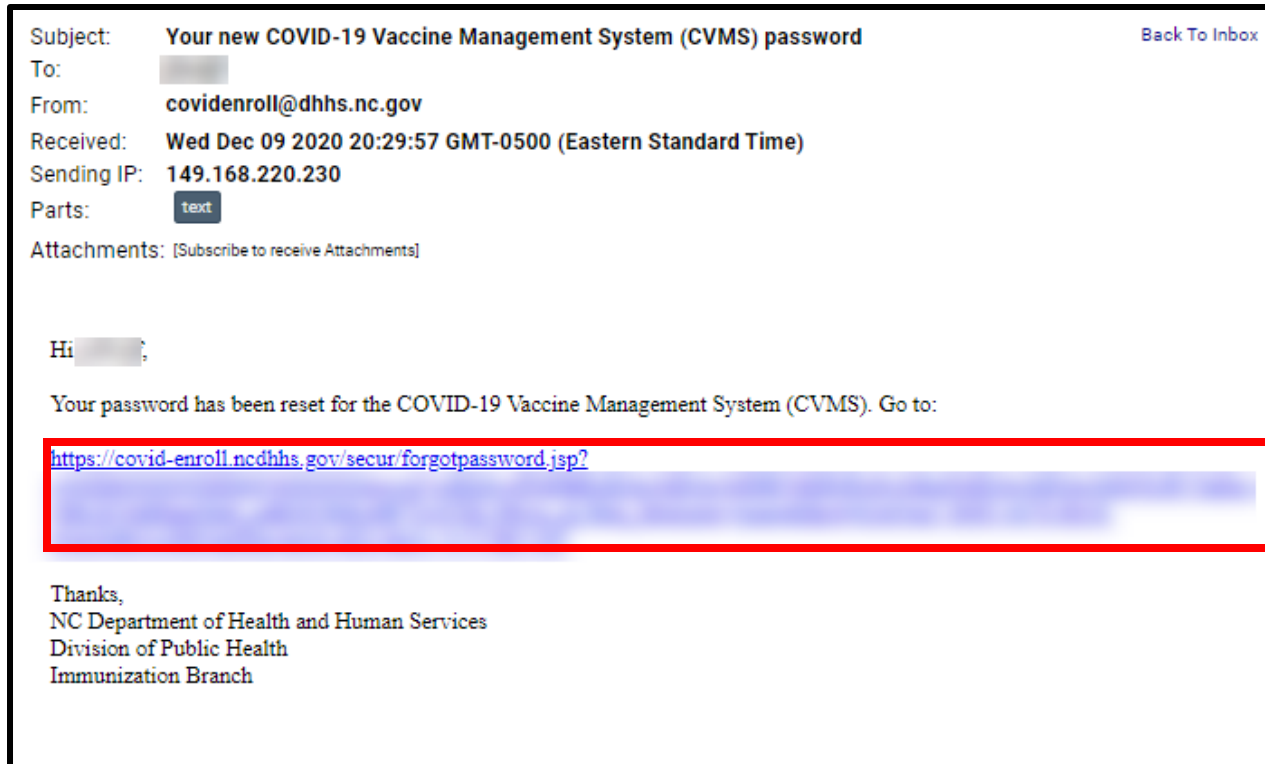 Subject: Your new COVID-19 Vaccine Management System (CVMS) password Back To Inbox
To:
From: covidenroll@dhhs.nc.gov
Received: Wed Dec 09 2020 20:29:57 GMT-0500 (Eastern Standard Time)
Sending IP: 149.168.220.230
Parts: text
Attachments: [Subscribe to receive Attachments]
Hi ,
Your password has been reset for the COVID-19 Vaccine Management System (CVMS). Go to:
https://covid-enroll.ncdhhs.gov/secur/forgotpassword.jsp?
Thanks,
NC Department of Health and Human Services
Division of Public Health
Immunization Branch